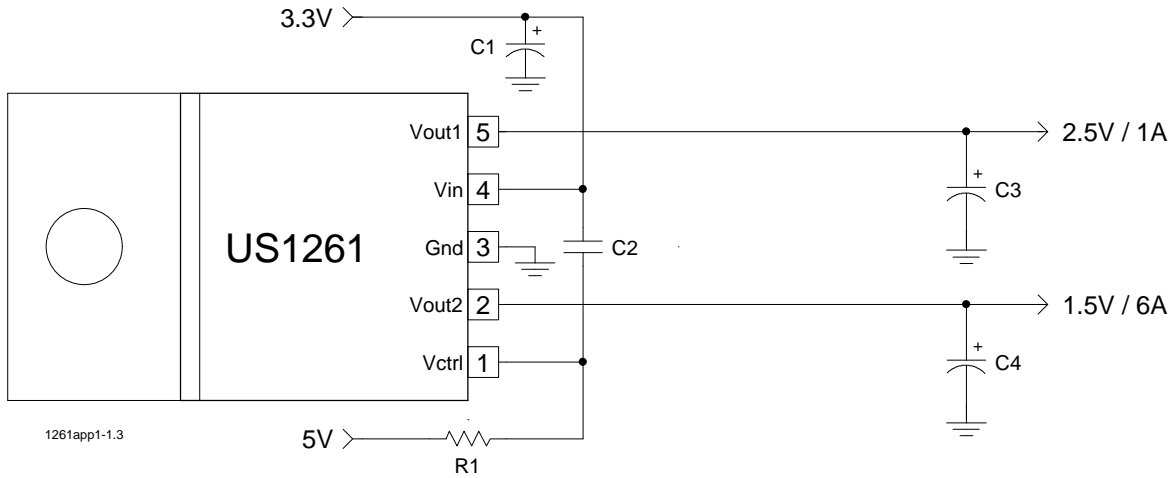 3.3V
C1
+
Vout1 5
2.5V / 1A
+
C3
Vin 4
US1261
Gnd 3
C2
Vout2 2
1.5V / 6A
+
C4
Vctrl 1
1261app1-1.3
5V
R1